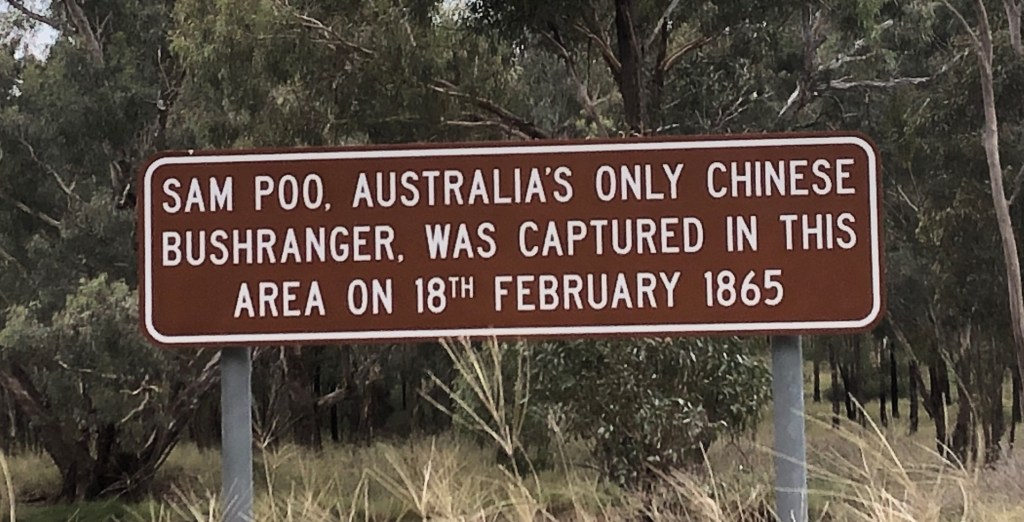 SAM POO, AUSTRALIA'S ONLY CHINESE
BUSHRANGER, WAS CAPTURED IN THIS
AREA ON 18TH FEBRUARY 1865